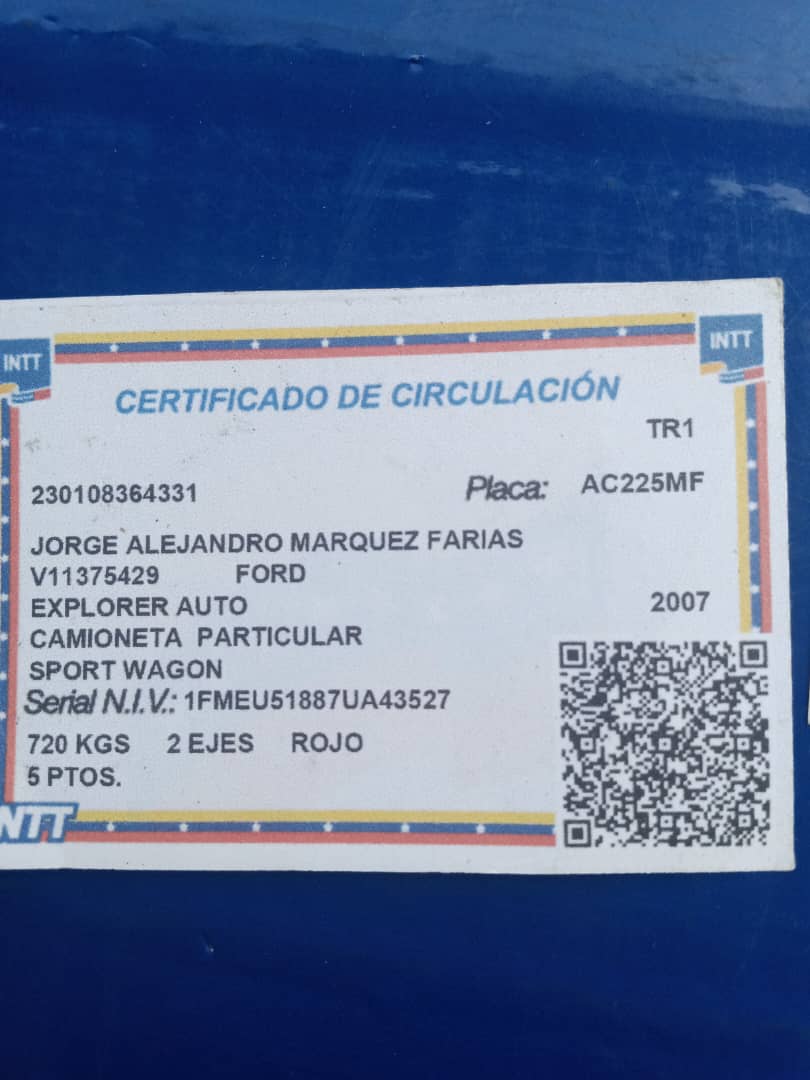 INTT
INTT
CERTIFICADO DE CIRCULACIÓN
TR1
230108364331 Placa: AC225MF
JORGE ALEJANDRO MARQUEZ FARIAS
V11375429 FORD
EXPLORER AUTO 2007
CAMIONETA PARTICULAR
SPORT WAGON
Serial N.I.V.: 1FMEU51887UA43527
720 KGS 2 EJES ROJO
5 PTOS.
INTT